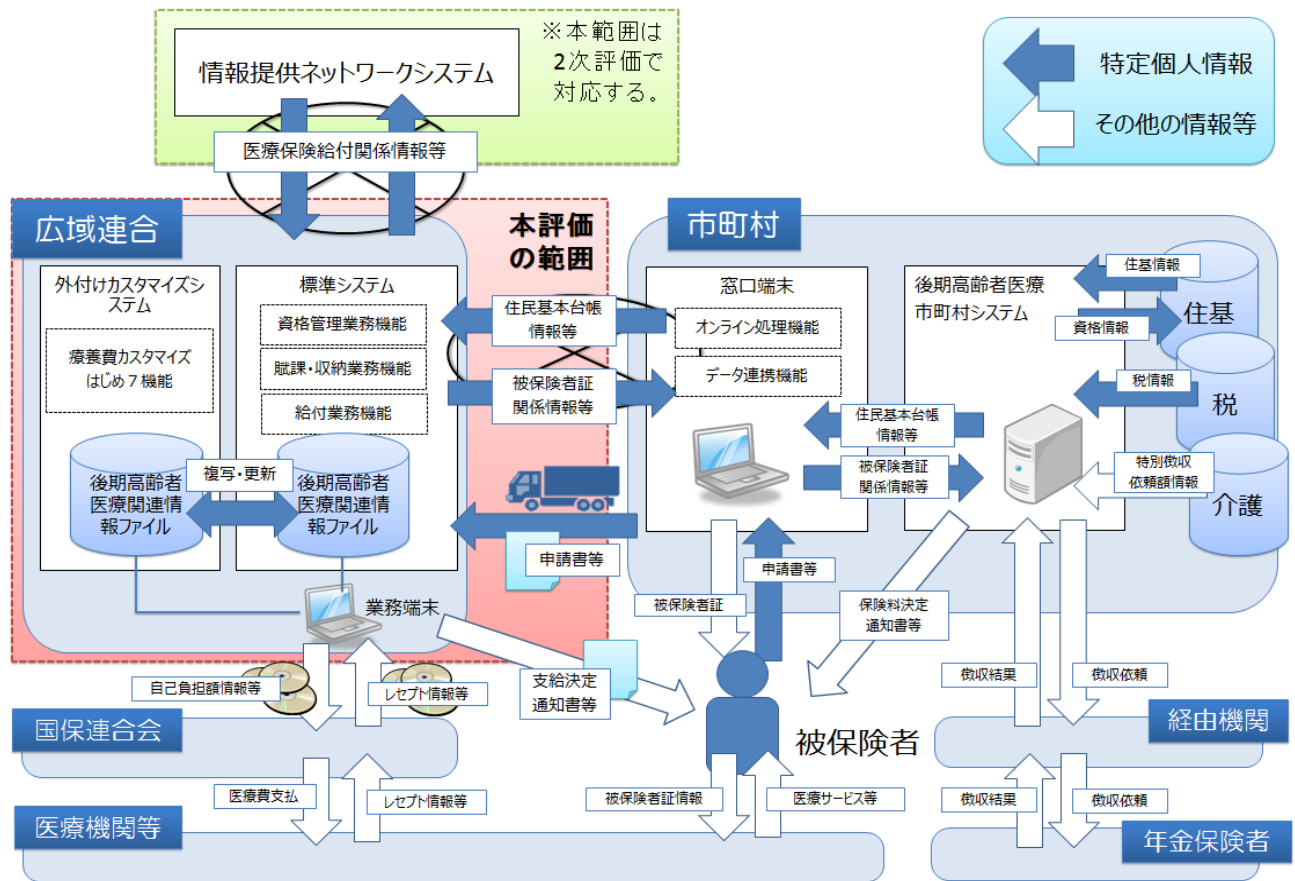 情報提供ネットワークシステム
※本範囲は
2次評価で
対応する。
特定個人情報
その他の情報等
医療保険給付関係情報等
広域連合
本評価
の範囲
市町村
外付けカスタマイズシ
ステム
療養費カスタマイズ
はじめ7機能
標準システム
資格管理業務機能
賦課・収納業務機能
給付業務機能
後期高齢者
医療関連情
報ファイル
複写・更新
後期高齢者
医療関連情
報ファイル
業務端末
住民基本台帳
情報等
被保険者証
関係情報等
申請書等
窓口端末
オンライン処理機能
データ連携機能
住民基本台帳
情報等
被保険者証
関係情報等
後期高齢者医療
市町村システム
住基情報
資格情報
住基
税情報
税
特別徴収
依頼額情報
介護
被保険者証
申請書等
保険料決定
通知書等
支給決定
通知書等
自己負担額情報等
レセプト情報等
国保連合会
被保険者
徴収結果
徴収依頼
経由機関
医療費支払
レセプト情報等
被保険者証情報
医療サービス等
徴収結果
徴収依頼
医療機関等
年金保険者